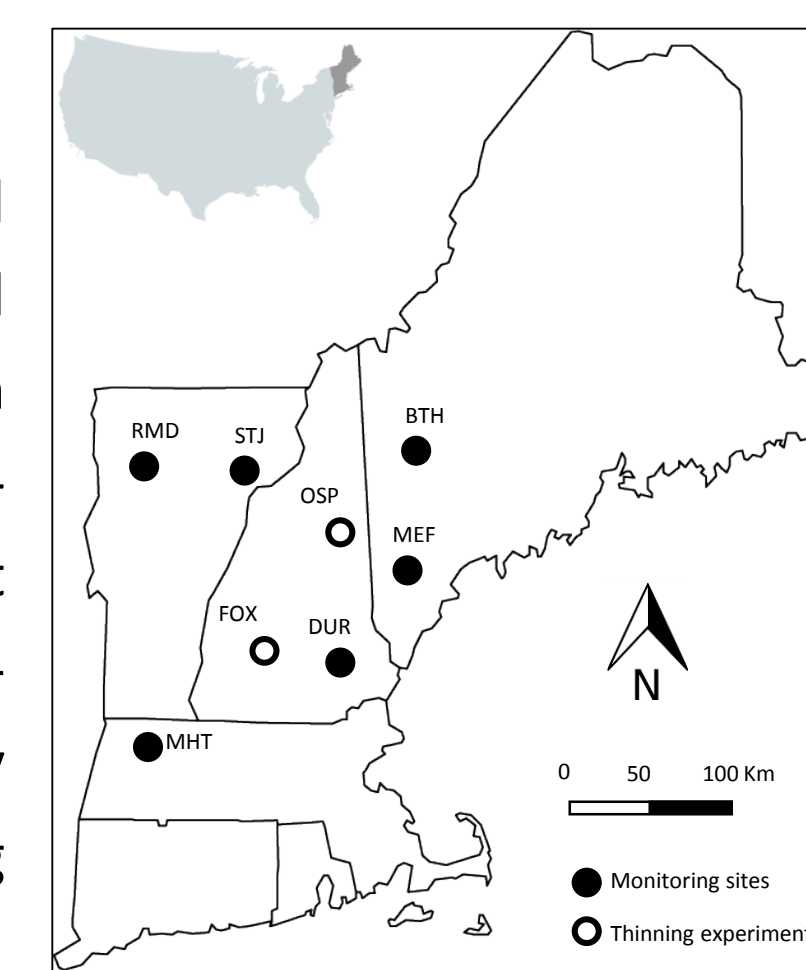 BTH
RMD
STJ
OSP
MEF
FOX
DUR
MHT
N
0 50 100 Km
Monitoring sites
Thinning experiment